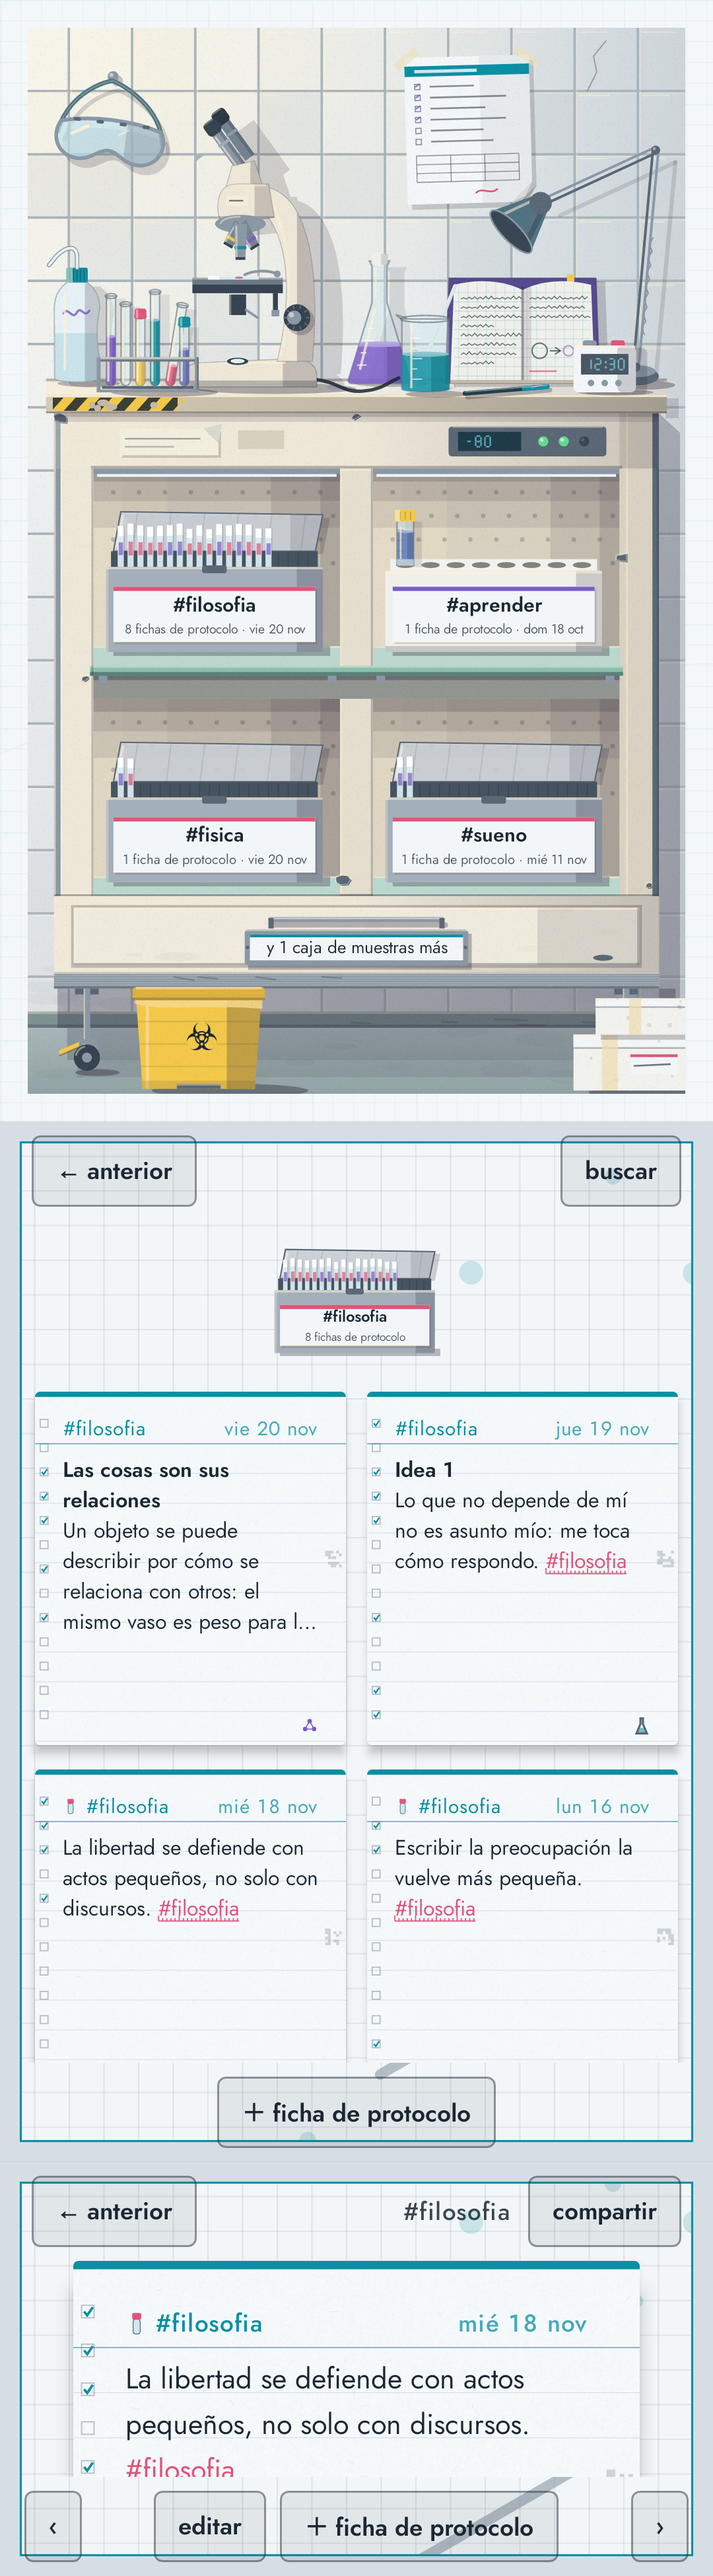 12:30
-80
#filosofia
8 fichas de protocolo · vie 20 nov
#aprender
1 ficha de protocolo · dom 18 oct
#fisica
1 ficha de protocolo · vie 20 nov
#sueno
1 ficha de protocolo · mié 11 nov
y 1 caja de muestras más
← anterior
buscar
#filosofia
8 fichas de protocolo
#filosofia vie 20 nov
Las cosas son sus
relaciones
Un objeto se puede
describir por cómo se
relaciona con otros: el
mismo vaso es peso para l...
#filosofia jue 19 nov
Idea 1
Lo que no depende de mí
no es asunto mío: me toca
cómo respondo. #filosofia
#filosofia mié 18 nov
La libertad se defiende con
actos pequeños, no solo con
discursos. #filosofia
#filosofia lun 16 nov
Escribir la preocupación la
vuelve más pequeña.
#filosofia
+ ficha de protocolo
← anterior
#filosofia
compartir
#filosofia mié 18 nov
La libertad se defiende con actos
pequeños, no solo con discursos.
#filosofia
‹
editar
+ ficha de protocolo
›